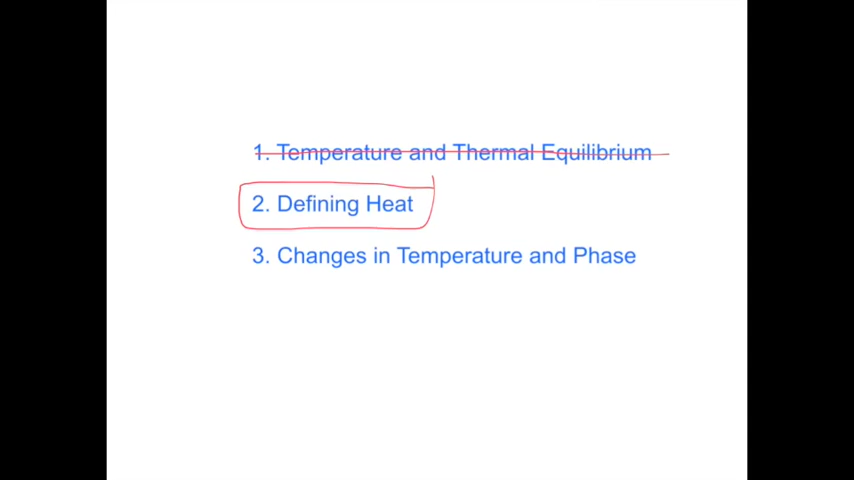 1. Temperature and Thermal Equilibrium
2. Defining Heat
3. Changes in Temperature and Phase